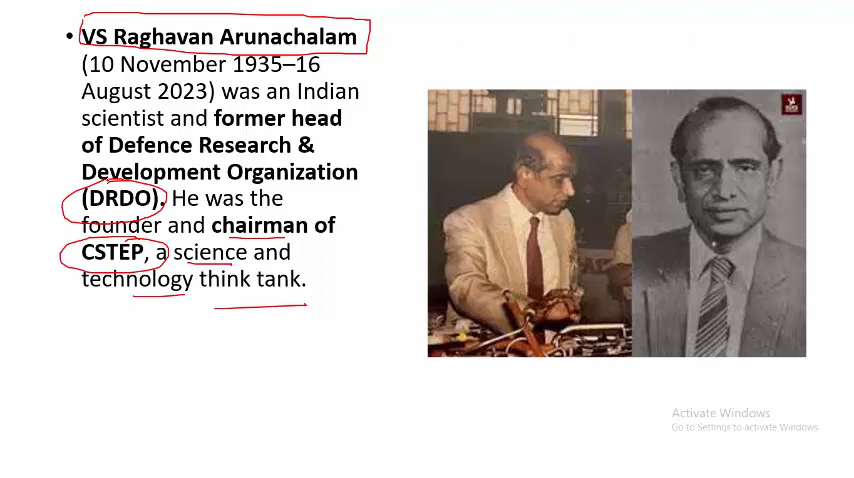 • VS Raghavan Arunachalam
(10 November 1935–16
August 2023) was an Indian
scientist and former head
of Defence Research &
Development Organization
(DRDO). He was the
founder and chairman of
CSTEP, a science and
technology think tank.
Activate Windows
Go to Settings to activate Windows.